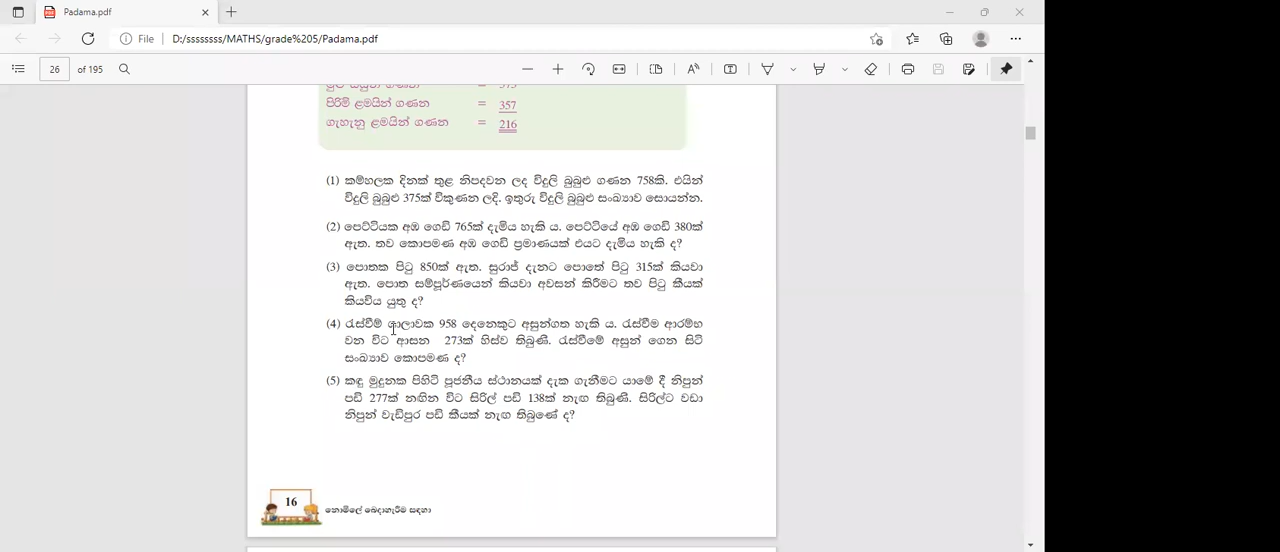 Padama.pdf
File D:/ssssssss/MATHS/grade%205/Padama.pdf
26 of 195
පිරිමි ළමයින් ගණන = 357
ගැහැනු ළමයින් ගණන = 216
(1) කම්හලක දිනක් තුළ නිපදවන ලද විදුලි බුබුළු ගණන 758කි. එයින්
විදුලි බුබුළු 375ක් විකුණන ලදි. ඉතුරු විදුලි බුබුළු සංඛ්‍යාව සොයන්න.
(2) පෙට්ටියක අඹ ගෙඩි 765ක් දැමිය හැකි ය. පෙට්ටියේ අඹ ගෙඩි 380ක්
ඇත. තව කොපමණ අඹ ගෙඩි ප්‍රමාණයක් එයට දැමිය හැකි ද?
(3) පොතක පිටු 850ක් ඇත. සුරාජ් දැනට පොතේ පිටු 315ක් කියවා
ඇත. පොත සම්පූර්ණයෙන් කියවා අවසන් කිරීමට තව පිටු කීයක්
කියවිය යුතු ද?
(4) රැස්වීම් ශාලාවක 958 දෙනෙකුට අසුන්ගත හැකි ය. රැස්වීම ආරම්භ
වන විට ආසන 273ක් හිස්ව තිබුණි. රැස්වීමේ අසුන් ගෙන සිටි
සංඛ්‍යාව කොපමණ ද?
(5) කඳු මුදුනක පිහිටි පූජනීය ස්ථානයක් දැක ගැනීමට යාමේ දී නිපුන්
පඩි 277ක් නඟින විට සිරිල් පඩි 138ක් නැඟ තිබුණි. සිරිල්ට වඩා
නිපුන් වැඩිපුර පඩි කීයක් නැඟ තිබුණේ ද?
16 නොමිලේ බෙදාහැරීම සඳහා